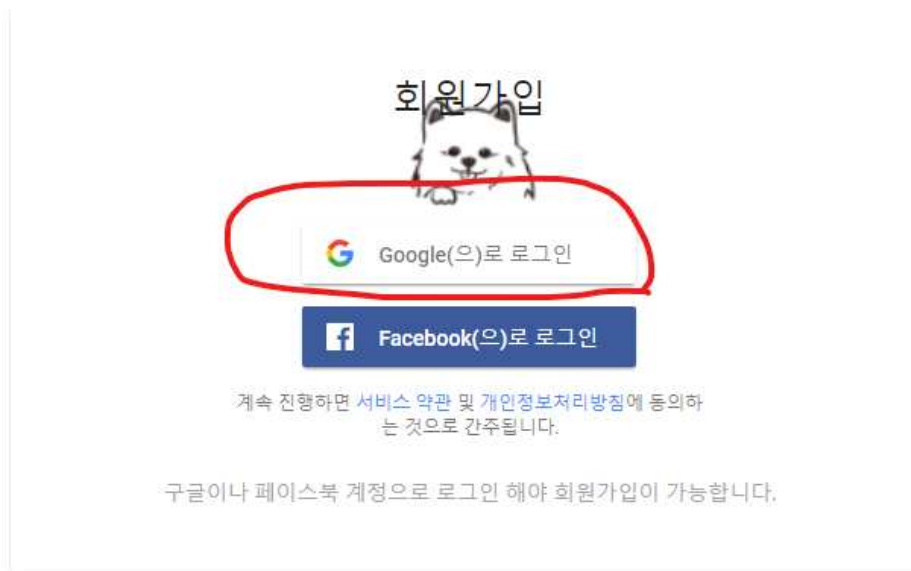 회원가입
Google(으)로 로그인
Facebook(으)로 로그인
계속 진행하면 서비스 약관 및 개인정보처리방침에 동의하
는 것으로 간주됩니다.
구글이나 페이스북 계정으로 로그인 해야 회원가입이 가능합니다.